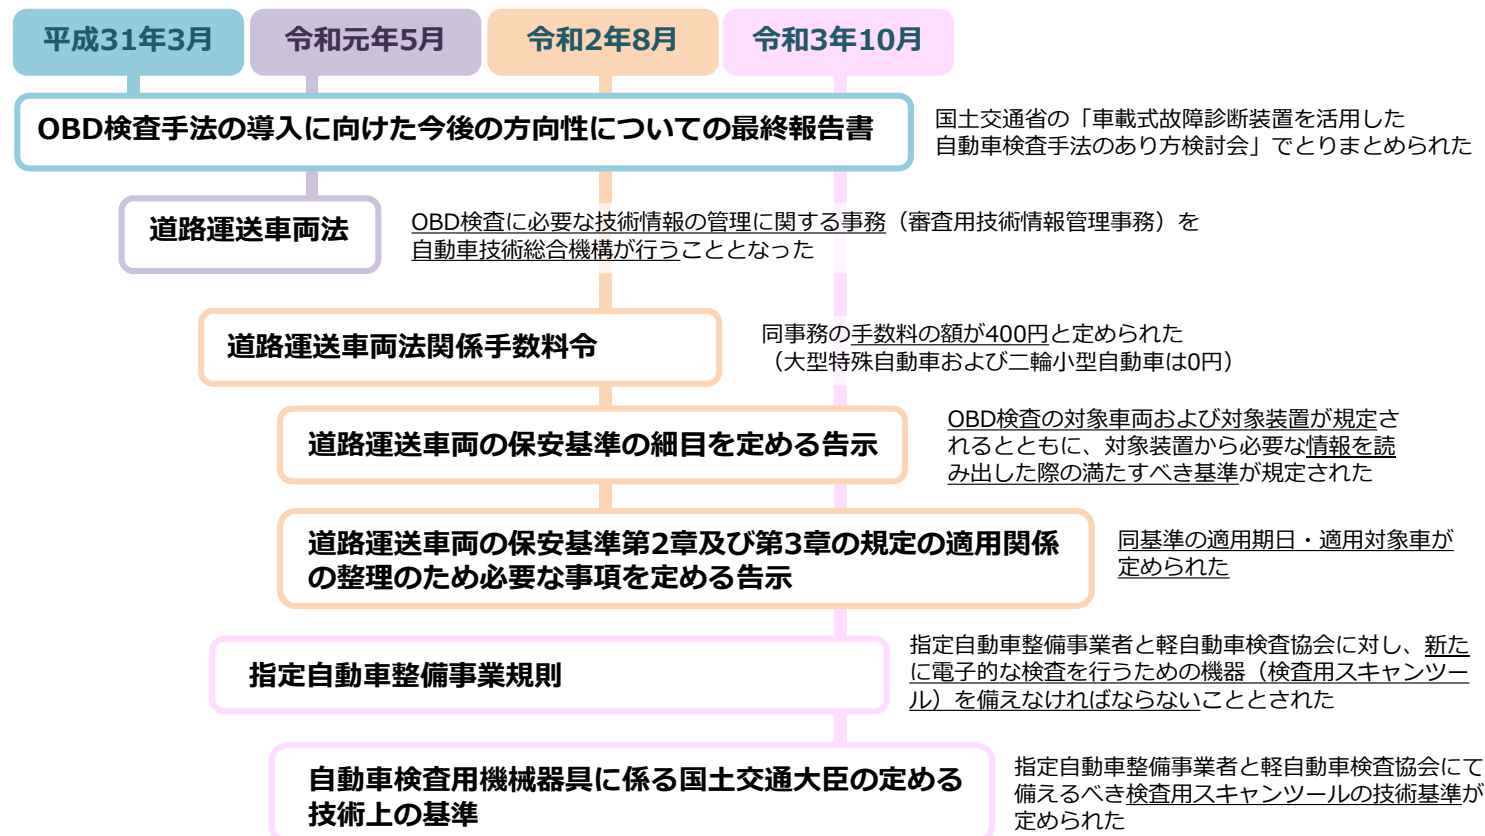 平成31年3月
令和元年5月
令和2年8月
令和3年10月
OBD検査手法の導入に向けた今後の方向性についての最終報告書
国土交通省の「車載式故障診断装置を活用した
自動車検査手法のあり方検討会」でとりまとめられた
道路運送車両法
OBD検査に必要な技術情報の管理に関する事務（審査用技術情報管理事務）を
自動車技術総合機構が行うこととなった
道路運送車両法関係手数料令
同事務の手数料の額が400円と定められた
（大型特殊自動車および二輪小型自動車は0円）
道路運送車両の保安基準の細目を定める告示
OBD検査の対象車両および対象装置が規定さ
れるとともに、対象装置から必要な情報を読
み出した際の満たすべき基準が規定された
道路運送車両の保安基準第2章及び第3章の規定の適用関係
の整理のため必要な事項を定める告示
同基準の適用期日・適用対象車が
定められた
指定自動車整備事業規則
指定自動車整備事業者と軽自動車検査協会に対し、新た
に電子的な検査を行うための機器（検査用スキャンツー
ル）を備えなければならないこととされた
自動車検査用機械器具に係る国土交通大臣の定める
技術上の基準
指定自動車整備事業者と軽自動車検査協会にて
備えるべき検査用スキャンツールの技術基準が
定められた